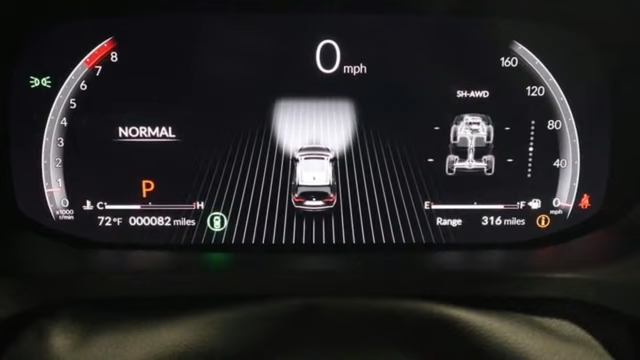 0 mph
8
7
6
5
4
3
2
1
0
x1000
r/min
NORMAL
P
C H
72°F 000082 miles
SH-AWD
160
120
80
40
0
mph
E F
Range 316 miles